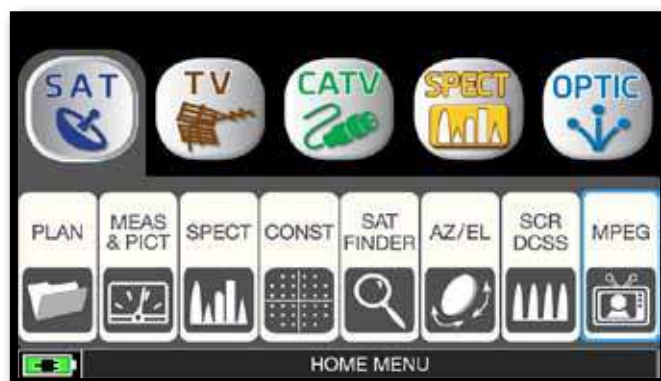 SAT TV CATV SPECT OPTIC
PLAN MEAS & PICT SPECT CONST SAT FINDER AZ/EL SCR DCSS MPEG
HOME MENU